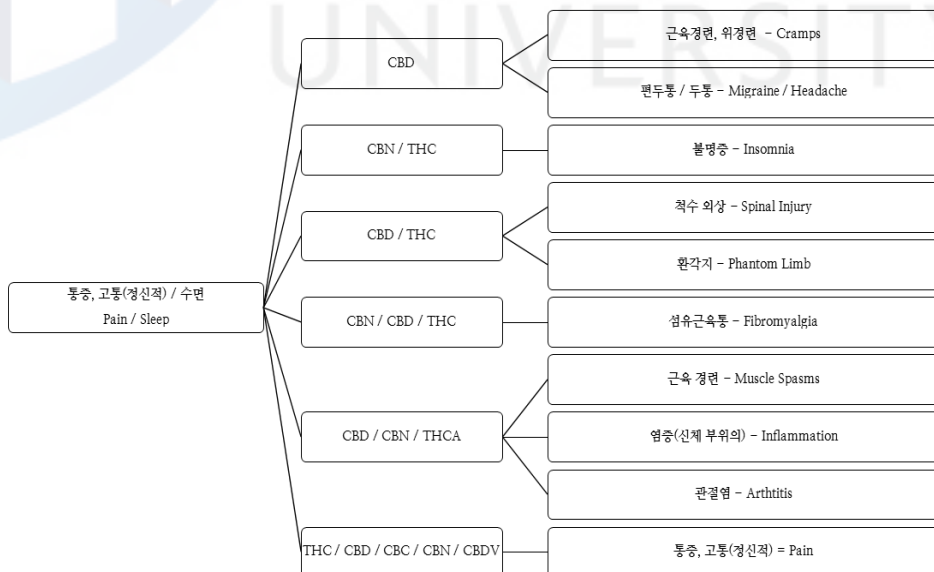 UNIVERSITY
CBD
근육경련, 위경련 - Cramps
편두통 / 두통 - Migraine / Headache
CBN / THC
불명증 - Insomnia
CBD / THC
척수 외상 - Spinal Injury
환각지 - Phantom Limb
통증, 고통(정신적) / 수면
Pain / Sleep
CBN / CBD / THC
섬유근육통 - Fibromyalgia
CBD / CBN / THCA
근육 경련 - Muscle Spasms
염증(신체 부위의) - Inflammation
관절염 - Arthtitis
THC / CBD / CBC / CBN / CBDV
통증, 고통(정신적) = Pain